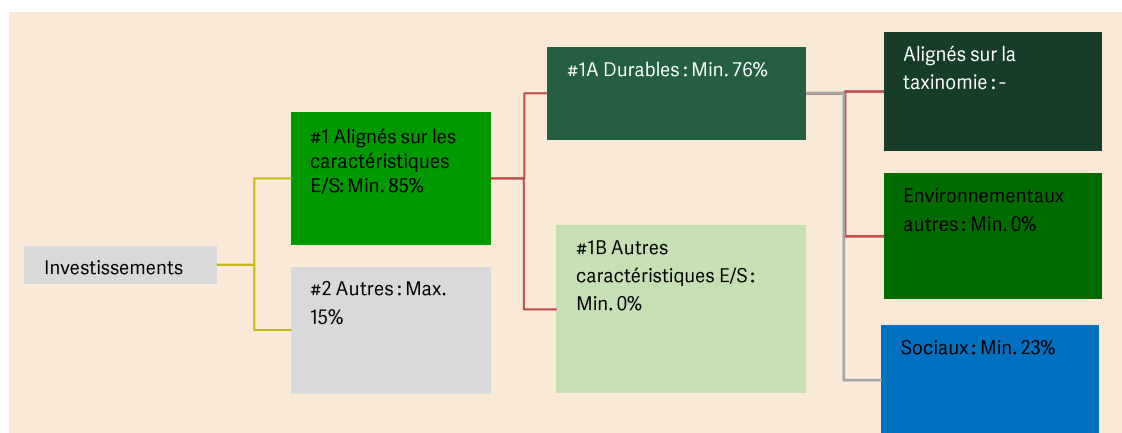 Investissements
#1 Alignés sur les
caractéristiques
E/S: Min. 85%
#2 Autres : Max.
15%
#1A Durables : Min. 76%
#1B Autres
caractéristiques E/S :
Min. 0%
Alignés sur la
taxinomie : -
Environnementaux
autres : Min. 0%
Sociaux : Min. 23%